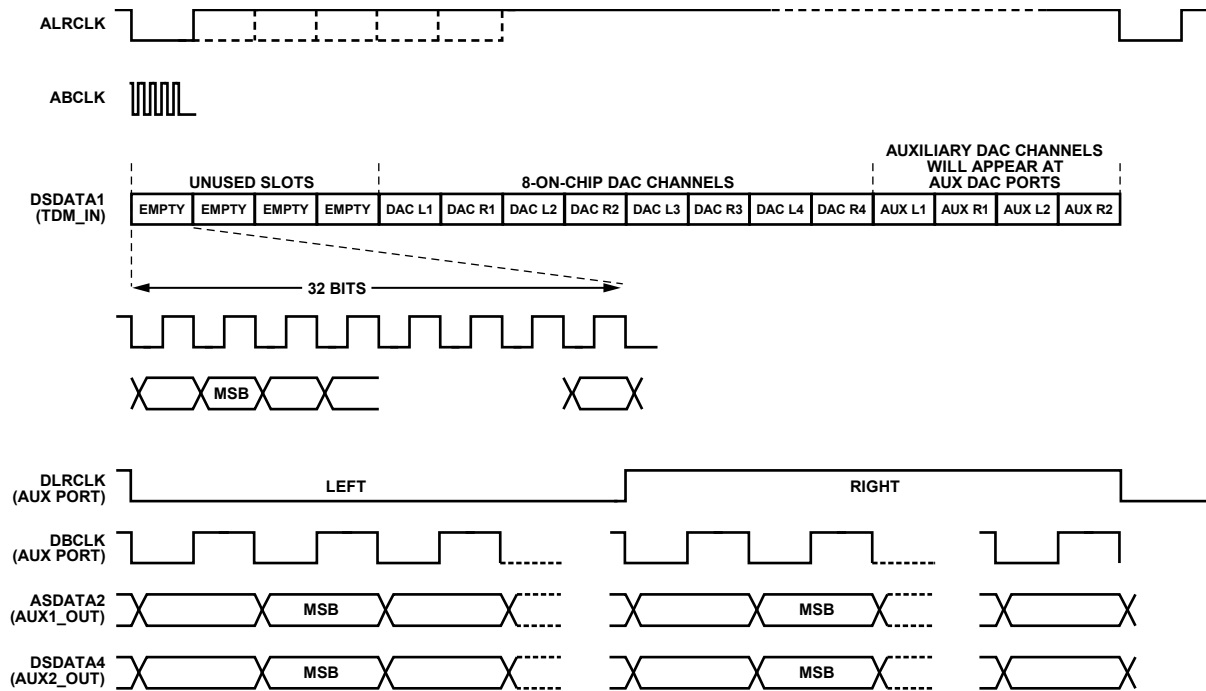 ALRCLK
ABCLK
AUXILIARY DAC CHANNELS
WILL APPEAR AT
AUX DAC PORTS
UNUSED SLOTS
8-ON-CHIP DAC CHANNELS
DSDATA1
(TDM_IN)
EMPTY EMPTY EMPTY EMPTY DAC L1 DAC R1 DAC L2 DAC R2 DAC L3 DAC R3 DAC L4 DAC R4 AUX L1 AUX R1 AUX L2 AUX R2
32 BITS
MSB
DLRCLK
(AUX PORT)
LEFT RIGHT
DBCLK
(AUX PORT)
ASDATA2
(AUX1_OUT)
MSB MSB
DSDATA4
(AUX2_OUT)
MSB MSB